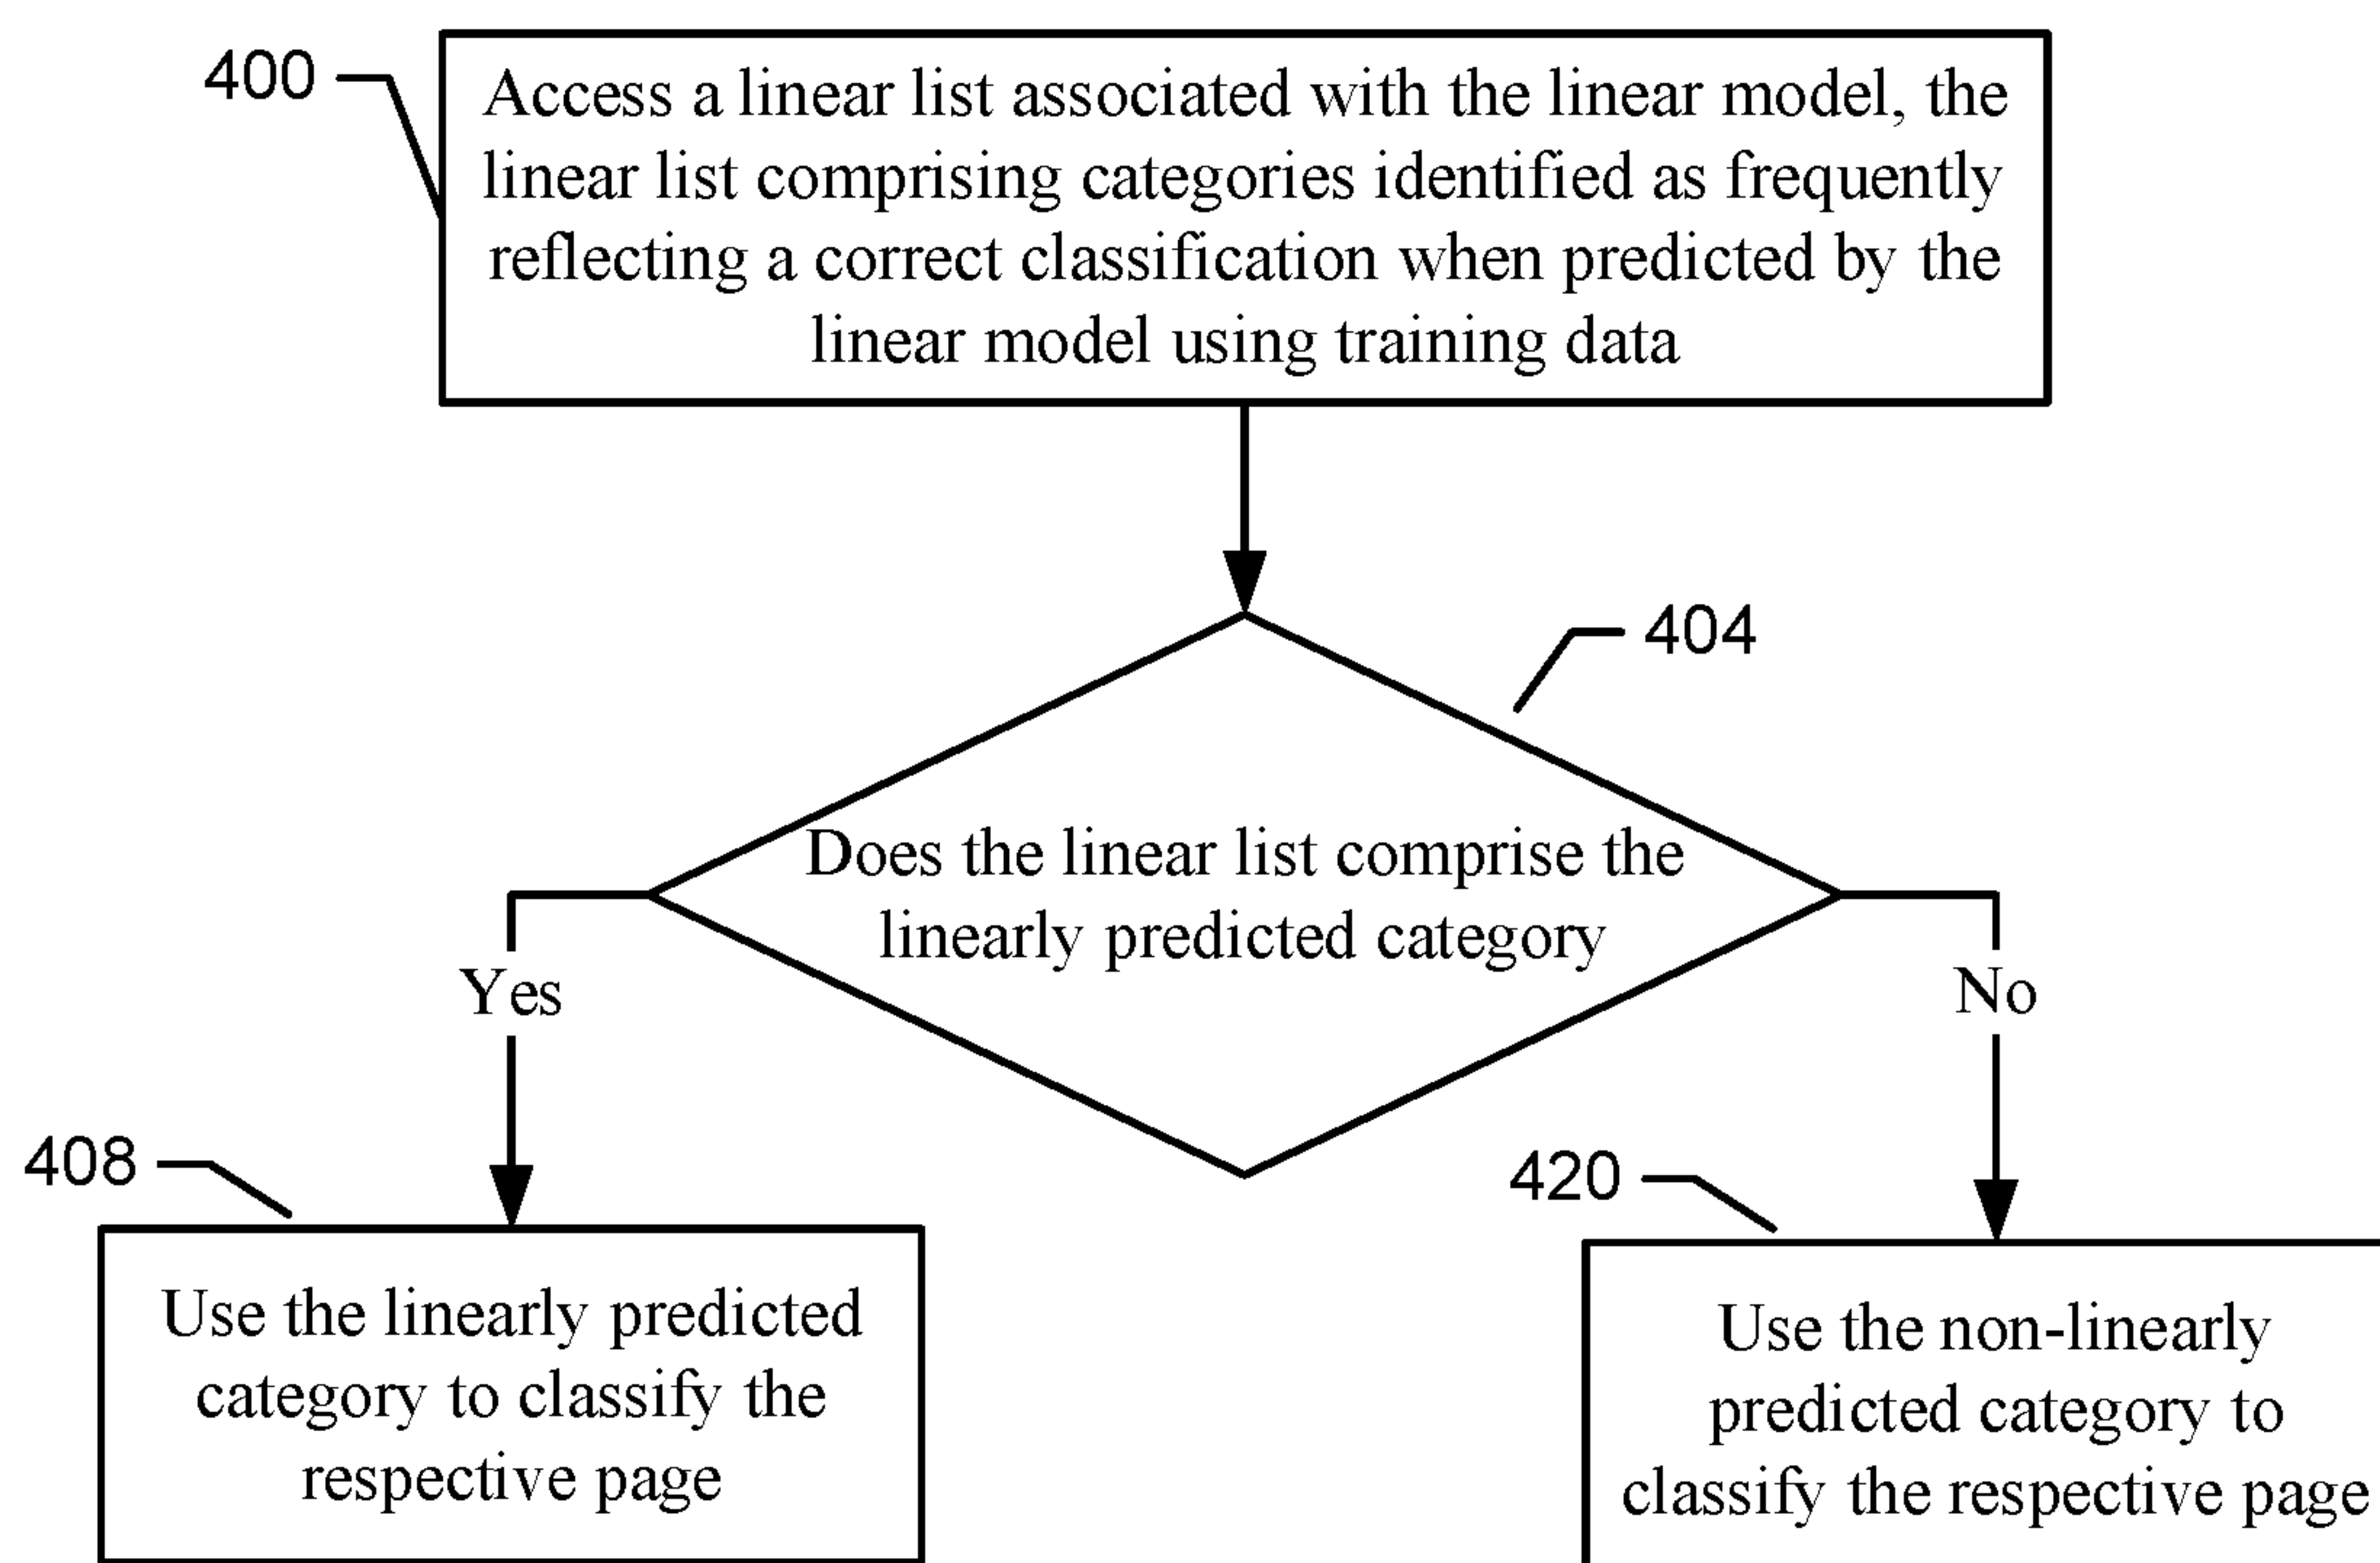 400
Access a linear list associated with the linear model, the
linear list comprising categories identified as frequently
reflecting a correct classification when predicted by the
linear model using training data
404
Does the linear list comprise the
linearly predicted category
Yes
No
408
Use the linearly predicted
category to classify the
respective page
420
Use the non-linearly
predicted category to
classify the respective page